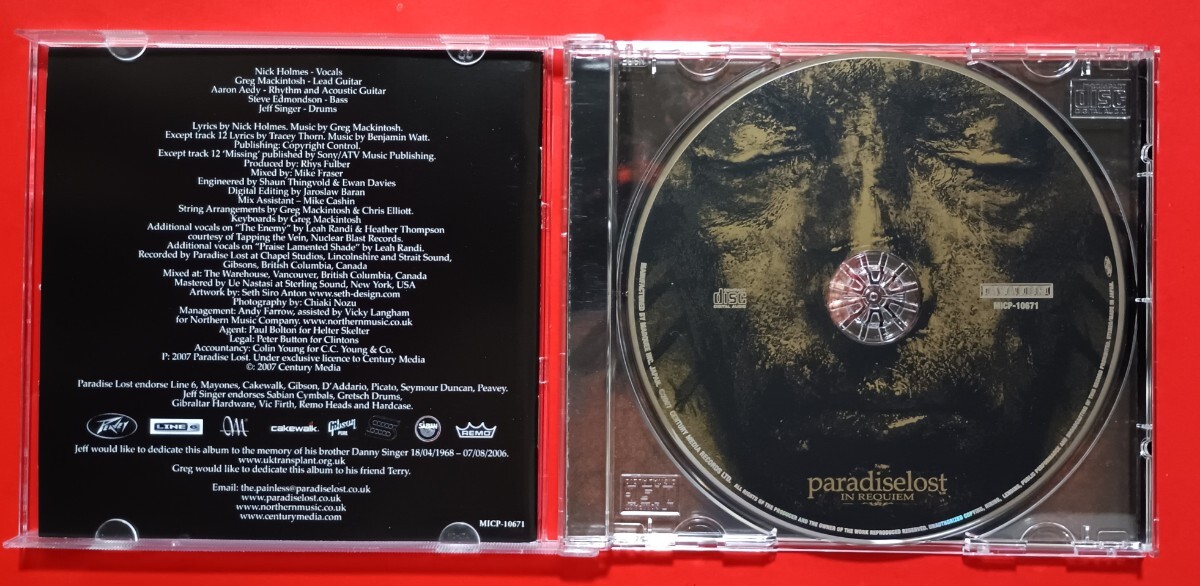 Nick Holmes - Vocals
Greg Mackintosh - Lead Guitar
Aaron Aedy - Rhythm and Acoustic Guitar
Steve Edmondson - Bass
Jeff Singer - Drums
Lyrics by Nick Holmes. Music by Greg Mackintosh.
Except track 12 Lyrics by Tracey Thorn. Music by Benjamin Watt.
Publishing: Copyright Control.
Except track 12 'Missing' published by Sony/ATV Music Publishing.
Produced by: Rhys Fulber
Mixed by: Mike Fraser
Engineered by Shaun Thingvold & Ewan Davies
Digital Editing by Jaroslaw Baran
Mix Assistant – Mike Cashin
String Arrangements by Greg Mackintosh & Chris Elliott.
Keyboards by Greg Mackintosh
Additional vocals on "The Enemy" by Leah Randi & Heather Thompson
courtesy of Tapping the Vein, Nuclear Blast Records.
Additional vocals on "Praise Lamented Shade" by Leah Randi.
Recorded by Paradise Lost at Chapel Studios, Lincolnshire and Strait Sound,
Gibsons, British Columbia, Canada
Mixed at: The Warehouse, Vancouver, British Columbia, Canada
Mastered by Ue Nastasi at Sterling Sound, New York, USA
Artwork by: Seth Siro Anton www.seth-design.com
Photography by: Chiaki Nozu
Management: Andy Farrow, assisted by Vicky Langham
for Northern Music Company. www.northernmusic.co.uk
Agent: Paul Bolton for Helter Skelter
Legal: Peter Button for Clintons
Accountancy: Colin Young for C.C. Young & Co.
P: 2007 Paradise Lost. Under exclusive licence to Century Media
©: 2007 Century Media
Paradise Lost endorse Line 6, Mayones, Cakewalk, Gibson, D'Addario, Picato, Seymour Duncan, Peavey.
Jeff Singer endorses Sabian Cymbals, Gretsch Drums,
Gibraltar Hardware, Vic Firth, Remo Heads and Hardcase.
Peavey LINE 6 cakewalk Gibson PURE SABIAN REMO
Jeff would like to dedicate this album to the memory of his brother Danny Singer 18/04/1968 – 07/08/2006.
www.uktransplant.org.uk
Greg would like to dedicate this album to his friend Terry.
Email: the.painless@paradiselost.co.uk
www.paradiselost.co.uk
www.northernmusic.co.uk
www.centurymedia.com
MICP-10671
disc
disc
DIGITAL AUDIO
MICP-10671
paradiselost
IN REQUIEM